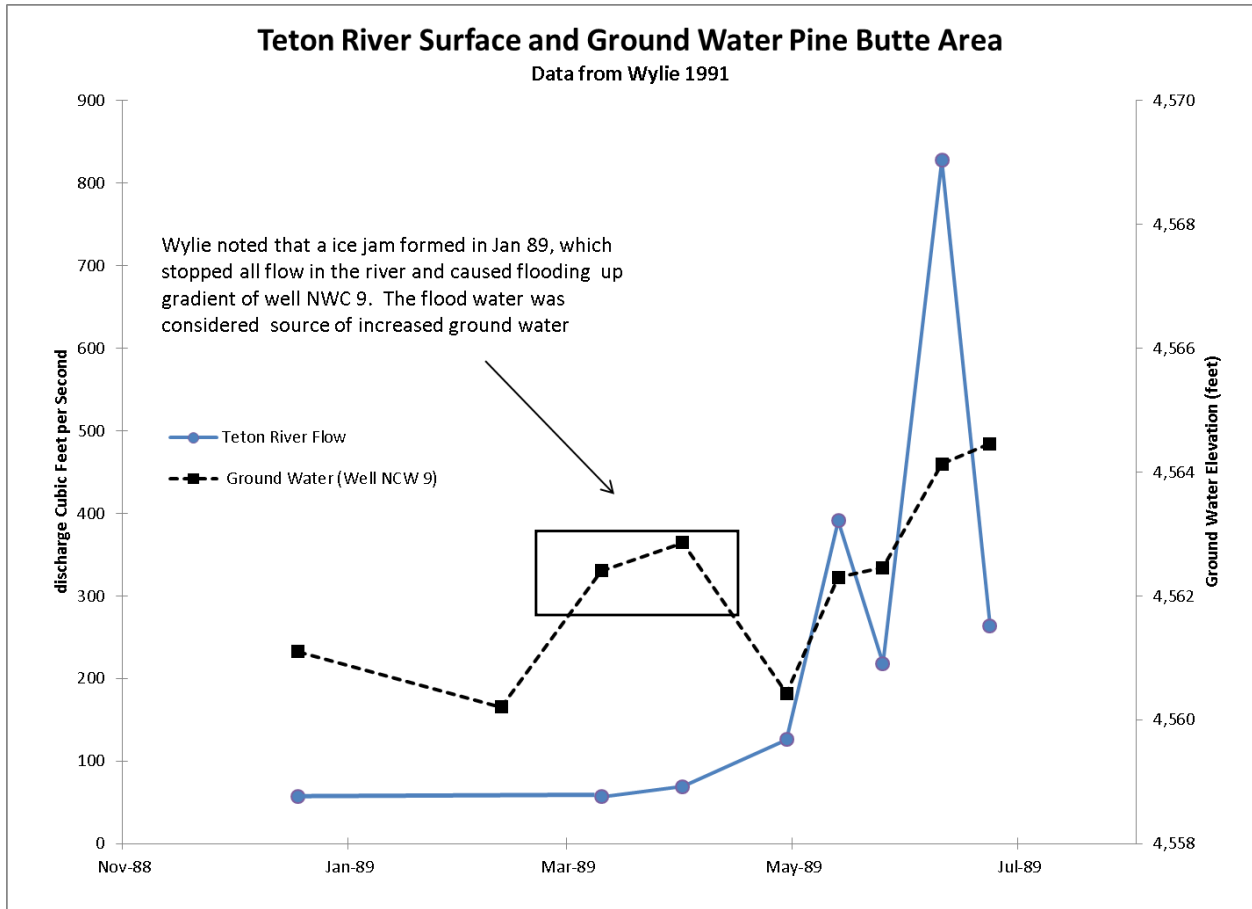 Teton River Surface and Ground Water Pine Butte Area
Data from Wylie 1991
900
800
700
600
500
400
300
200
100
0
discharge Cubic Feet per Second
Wylie noted that a ice jam formed in Jan 89, which
stopped all flow in the river and caused flooding up
gradient of well NWC 9. The flood water was
considered source of increased ground water
Teton River Flow
Ground Water (Well NCW 9)
4,570
4,568
4,566
4,564
4,562
4,560
4,558
Ground Water Elevation (feet)
Nov-88
Jan-89
Mar-89
May-89
Jul-89